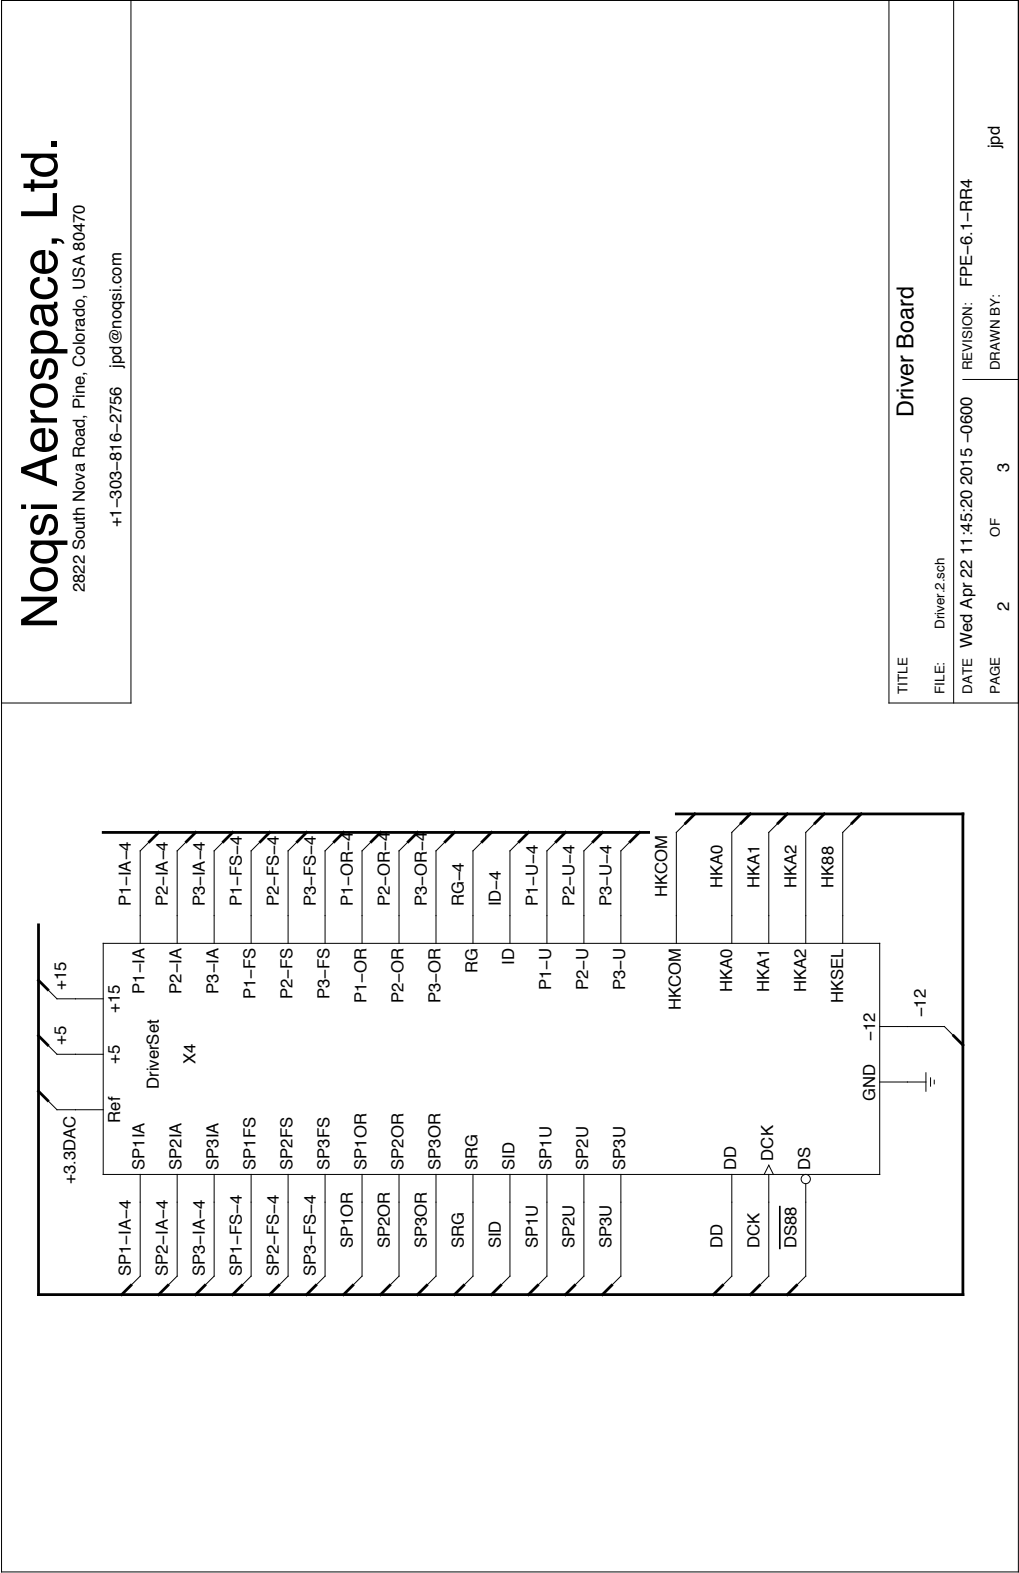 Noqsi Aerospace, Ltd.
2822 South Nova Road, Pine, Colorado, USA 80470
+1−303−816−2756 jpd@noqsi.com
+3.3DAC
+5
+15
Ref
+5
+15
DriverSet
X4
SP1−IA−4
SP1IA
P1−IA
P1−IA−4
SP2−IA−4
SP2IA
P2−IA
P2−IA−4
SP3−IA−4
SP3IA
P3−IA
P3−IA−4
SP1−FS−4
SP1FS
P1−FS
P1−FS−4
SP2−FS−4
SP2FS
P2−FS
P2−FS−4
SP3−FS−4
SP3FS
P3−FS
P3−FS−4
SP1OR
SP1OR
P1−OR
P1−OR−4
SP2OR
SP2OR
P2−OR
P2−OR−4
SP3OR
SP3OR
P3−OR
P3−OR−4
SRG
SRG
RG
RG−4
SID
SID
ID
ID−4
SP1U
SP1U
P1−U
P1−U−4
SP2U
SP2U
P2−U
P2−U−4
SP3U
SP3U
P3−U
P3−U−4
HKCOM
HKCOM
DD
DD
HKA0
HKA0
DCK
DCK
HKA1
HKA1
DS88
DS
HKA2
HKA2
HKSEL
HK88
GND
−12
−12
TITLE
Driver Board
FILE: Driver.2.sch
DATE Wed Apr 22 11:45:20 2015 −0600
REVISION: FPE−6.1−RR4
PAGE 2 OF 3
DRAWN BY: jpd